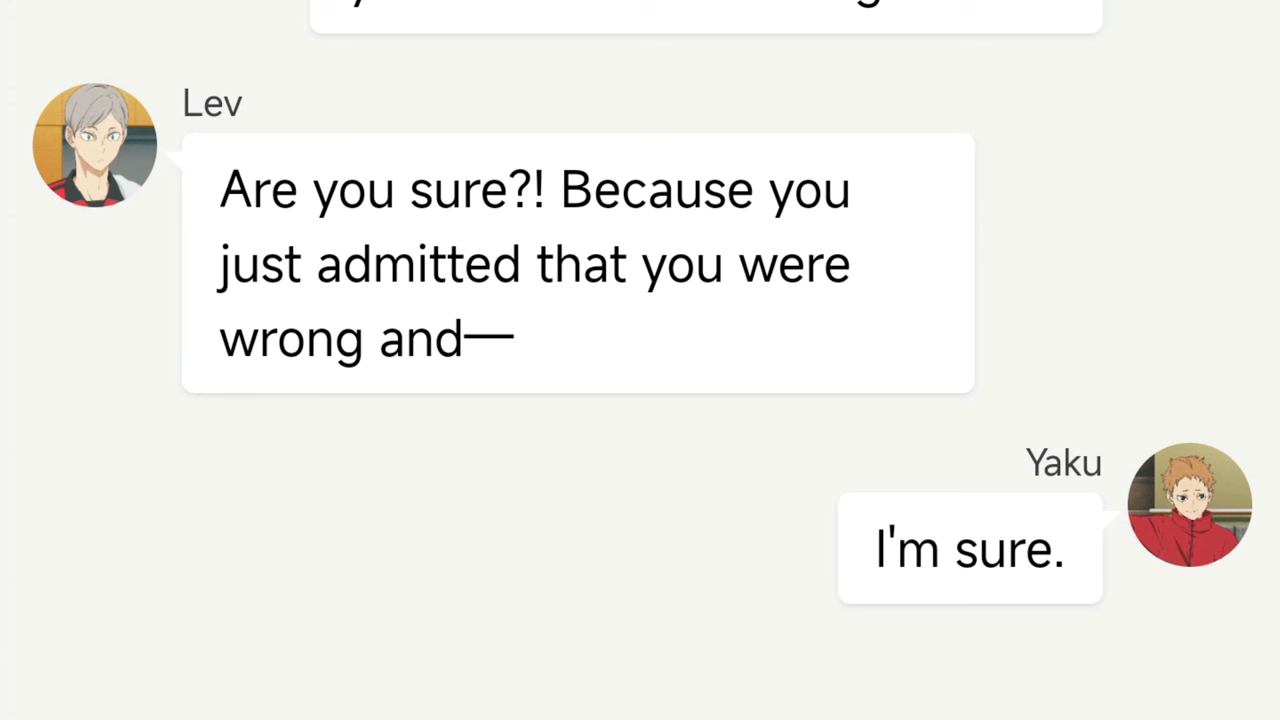 Lev
Are you sure?! Because you
just admitted that you were
wrong and—
Yaku
I'm sure.